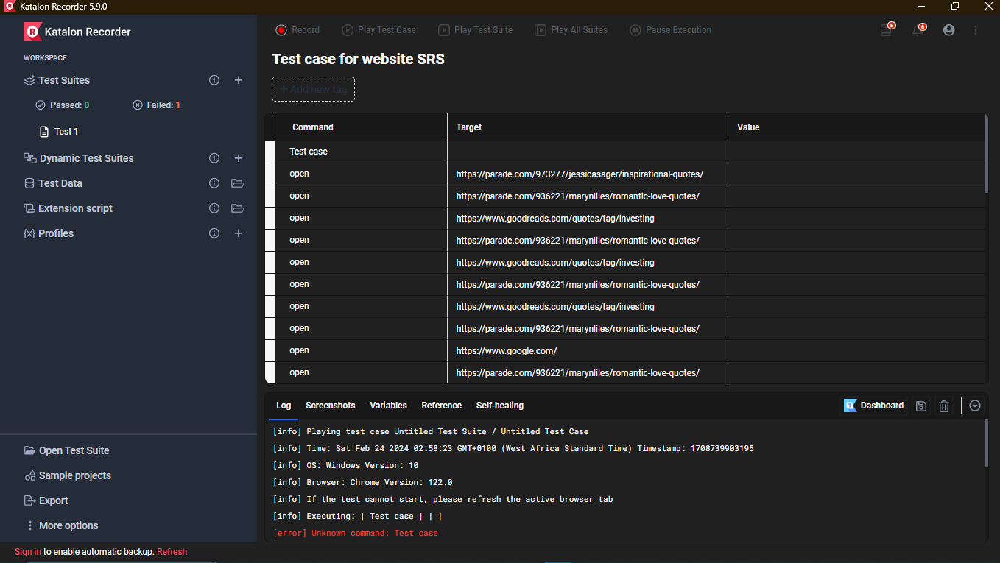 Katalon Recorder 5.9.0
Katalon Recorder
Record
Play Test Case
Play Test Suite
Play All Suites
Pause Execution
5
6
WORKSPACE
Test Suites
Passed: 0
Failed: 1
Test 1
Dynamic Test Suites
Test Data
Extension script
{x} Profiles
Open Test Suite
Sample projects
Export
More options
Sign in to enable automatic backup. Refresh
Test case for website SRS
+ Add new tag
Command Target Value
Test case
open https://parade.com/973277/jessicasager/inspirational-quotes/
open https://parade.com/936221/marynliles/romantic-love-quotes/
open https://www.goodreads.com/quotes/tag/investing
open https://parade.com/936221/marynliles/romantic-love-quotes/
open https://www.goodreads.com/quotes/tag/investing
open https://parade.com/936221/marynliles/romantic-love-quotes/
open https://www.goodreads.com/quotes/tag/investing
open https://parade.com/936221/marynliles/romantic-love-quotes/
open https://www.google.com/
open https://parade.com/936221/marynliles/romantic-love-quotes/
Log Screenshots Variables Reference Self-healing Dashboard
[info] Playing test case Untitled Test Suite / Untitled Test Case
[info] Time: Sat Feb 24 2024 02:58:23 GMT+0100 (West Africa Standard Time) Timestamp: 1708739903195
[info] OS: Windows Version: 10
[info] Browser: Chrome Version: 122.0
[info] If the test cannot start, please refresh the active browser tab
[info] Executing: | Test case | | |
[error] Unknown command: Test case